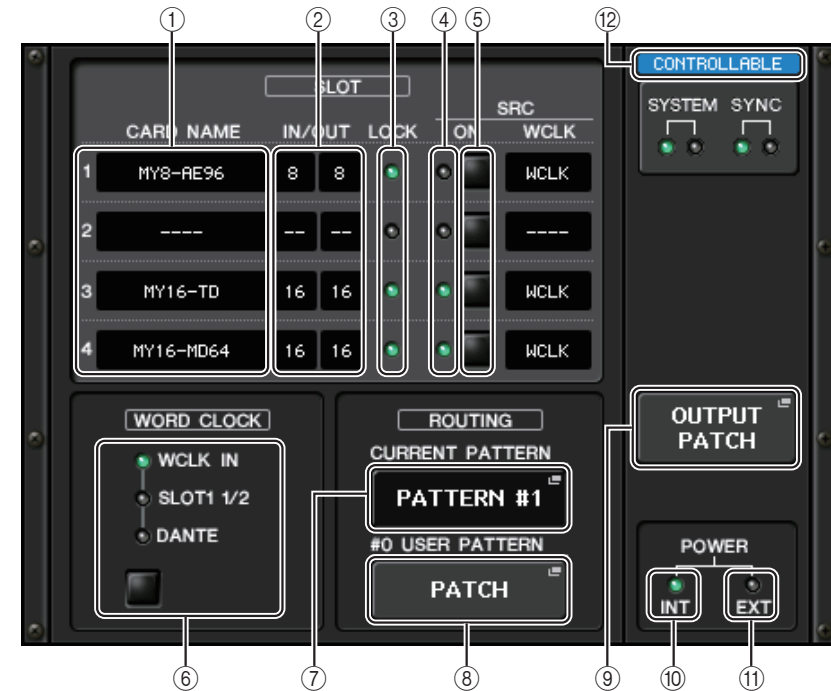 ① ② ③ ④ ⑤ ⑫
CONTROLLABLE
SLOT
SRC
CARD NAME IN/OUT LOCK ON WCLK
SYSTEM SYNC
1 MY8-AE96 8 8 WCLK
2 ---- -- -- ----
3 MY16-TD 16 16 WCLK
4 MY16-MD64 16 16 WCLK
WORD CLOCK
WCLK IN
SLOT1 1/2
DANTE
ROUTING
CURRENT PATTERN
PATTERN #1
#0 USER PATTERN
PATCH
OUTPUT
PATCH
POWER
INT EXT
⑥ ⑦ ⑧ ⑨ ⑩ ⑪